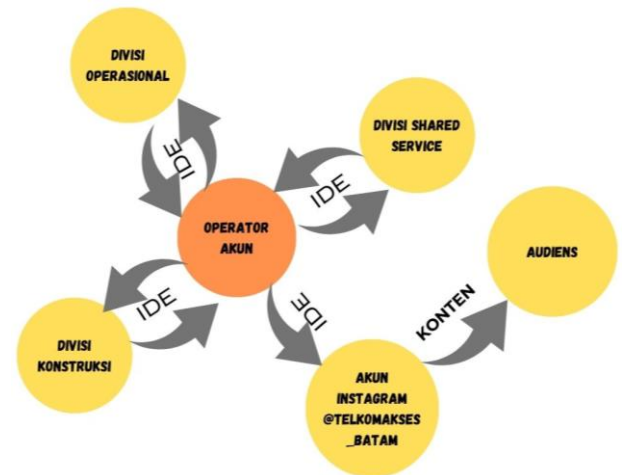 DIVISI
OPERASIONAL
IDE
DIVISI SHARED
SERVICE
IDE
OPERATOR
AKUN
AUDIENS
IDE
IDE
KONTEN
DIVISI
KONSTRUKSI
AKUN
INSTAGRAM
@TELKOMAKSES
_BATAM